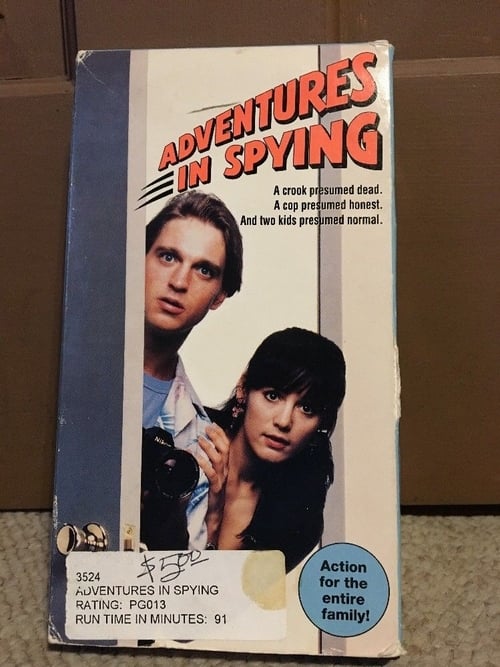 ADVENTURES
IN SPYING
A crook presumed dead.
A cop presumed honest.
And two kids presumed normal.
Nikon
$5.00
3524
ADVENTURES IN SPYING
RATING: PG013
RUN TIME IN MINUTES: 91
Action
for the
entire
family!